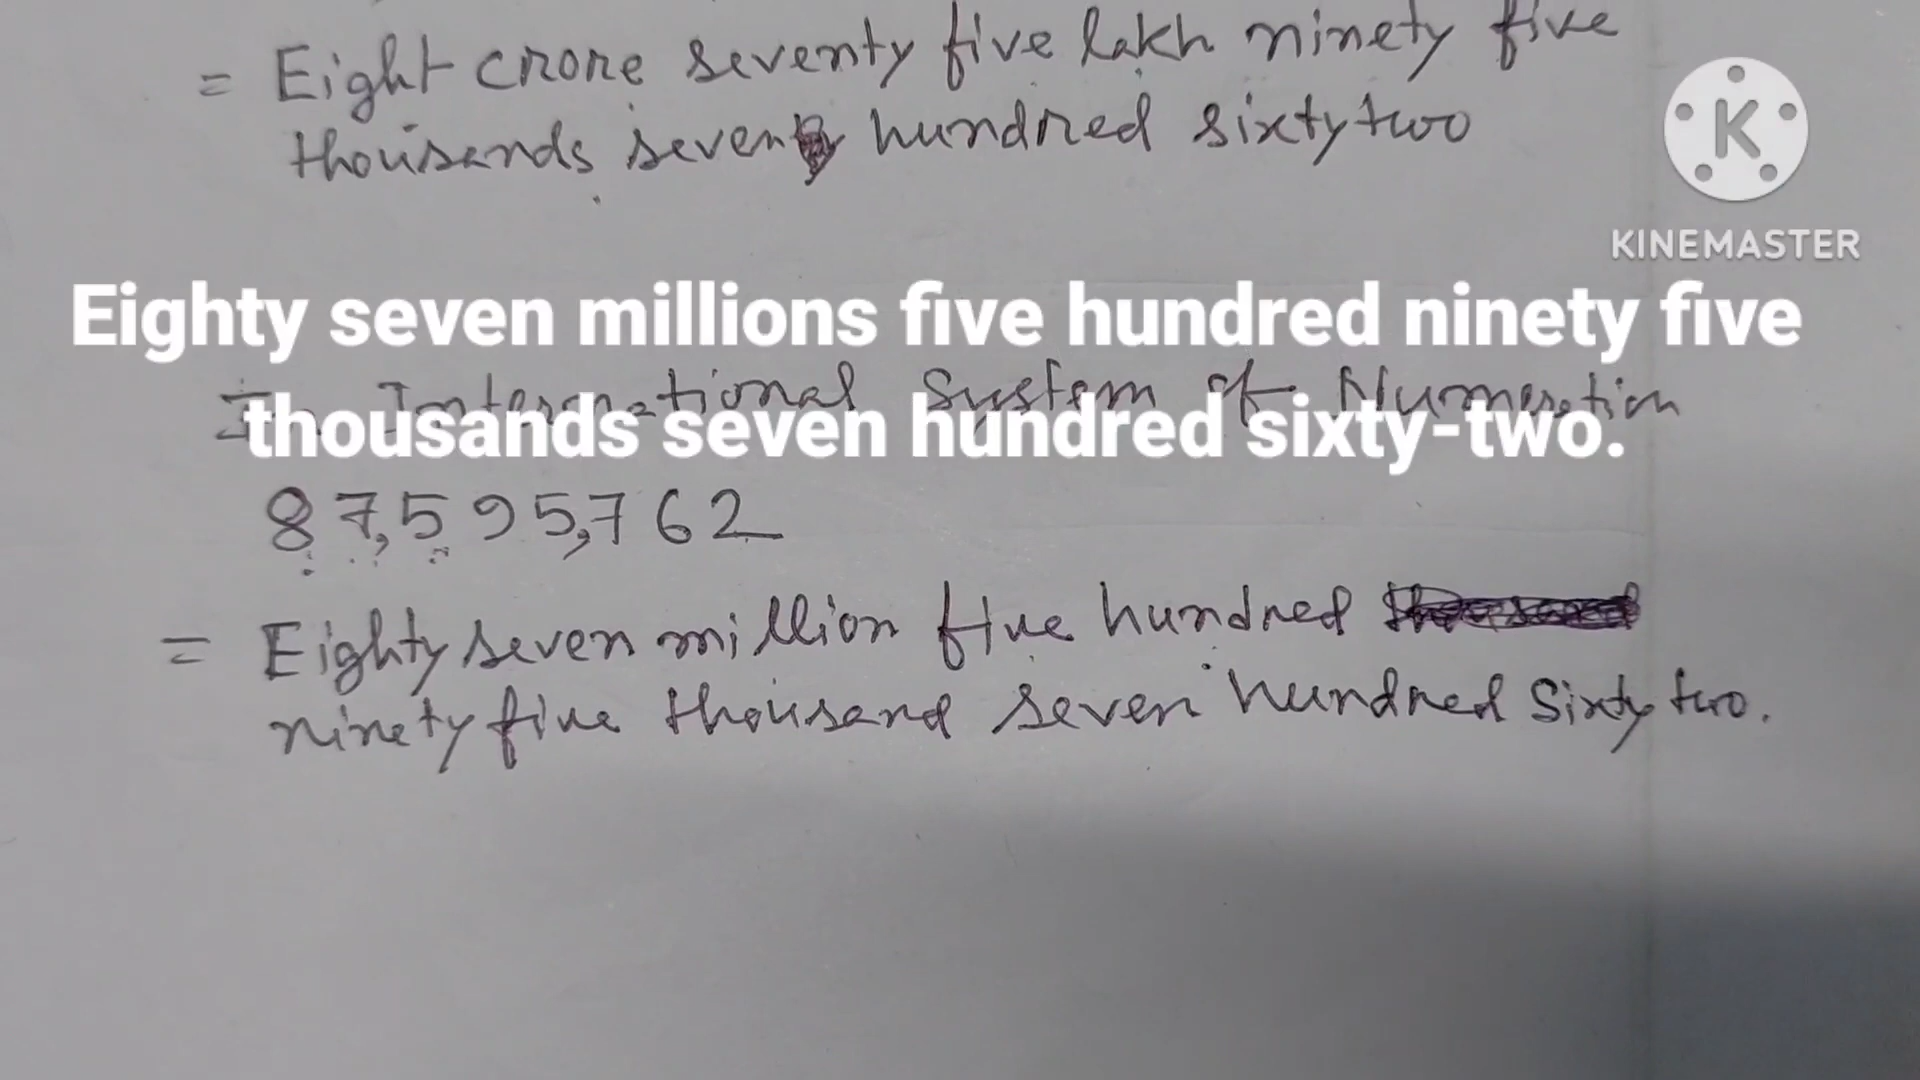 = Eight crore seventy five lakh ninety five
thousands seven hundred sixty two
KINEMASTER
Eighty seven millions five hundred ninety five
thousands seven hundred sixty-two.
In International System of Numeration
87,595,762
= Eighty seven million five hundred
ninety five thousand seven hundred Sixty two.